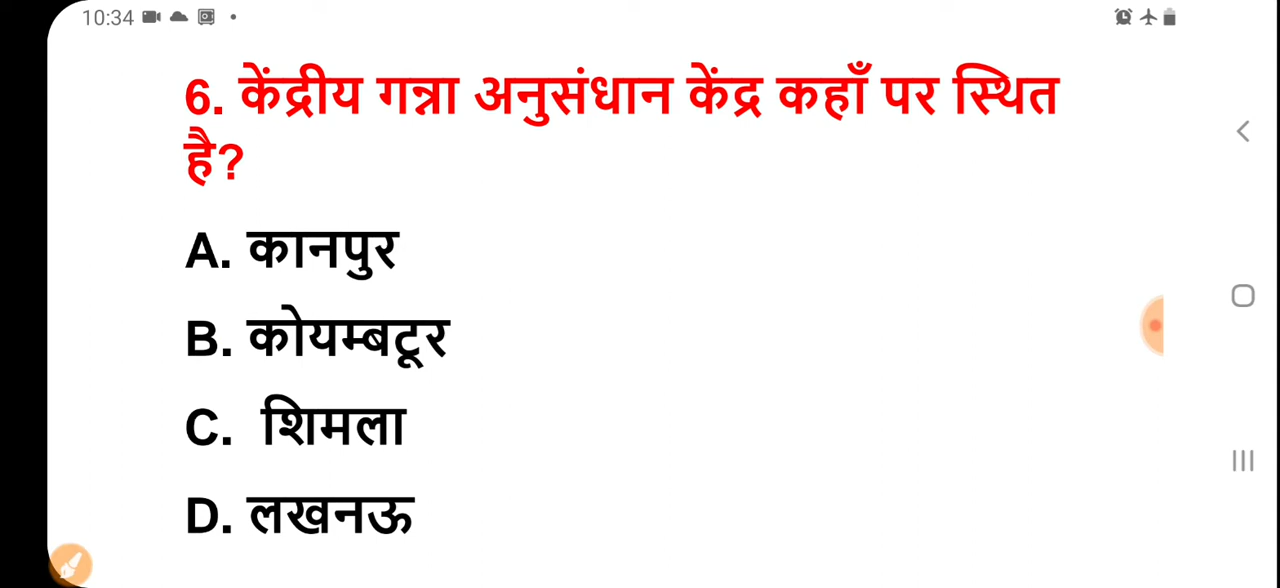 10:34
6. केंद्रीय गन्ना अनुसंधान केंद्र कहाँ पर स्थित
है?
A. कानपुर
B. कोयम्बटूर
C. शिमला
D. लखनऊ